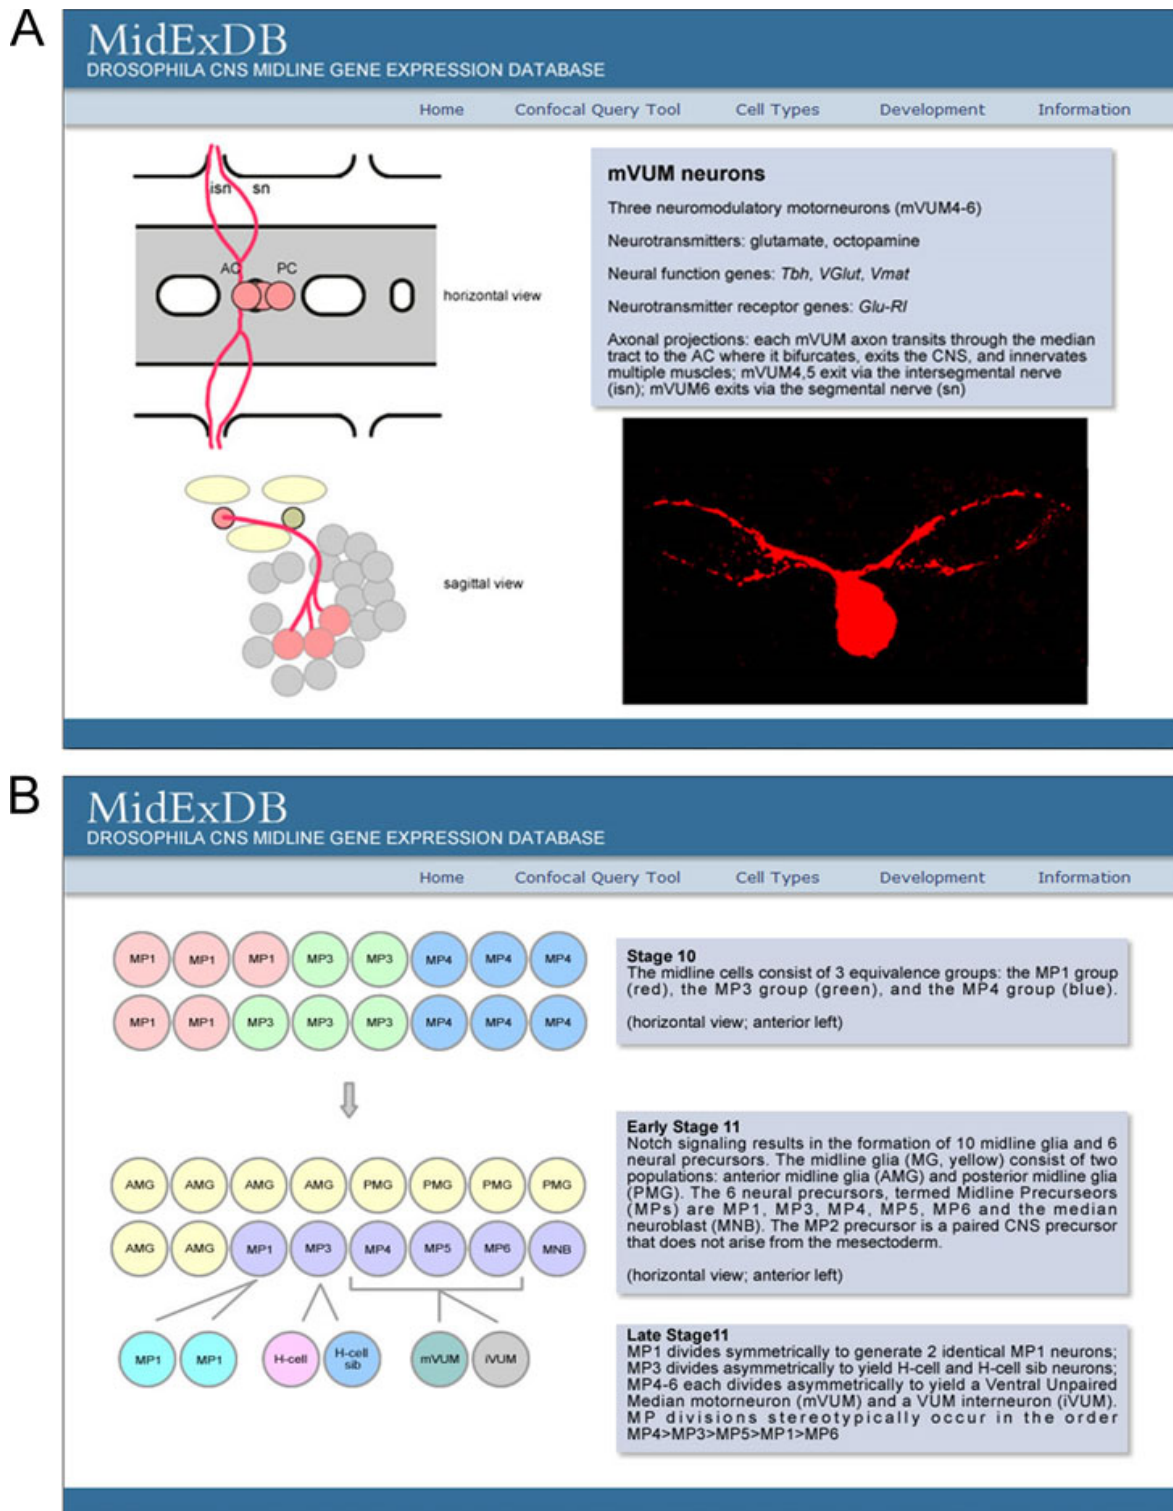 A
MidExDB
DROSOPHILA CNS MIDLINE GENE EXPRESSION DATABASE
Home Confocal Query Tool Cell Types Development Information
isn sn
AC PC
horizontal view
sagittal view
mVUM neurons
Three neuromodulatory motorneurons (mVUM4-6)
Neurotransmitters: glutamate, octopamine
Neural function genes: Tbh, VGlut, Vmat
Neurotransmitter receptor genes: Glu-RI
Axonal projections: each mVUM axon transits through the median
tract to the AC where it bifurcates, exits the CNS, and innervates
multiple muscles; mVUM4,5 exit via the intersegmental nerve
(isn); mVUM6 exits via the segmental nerve (sn)
B
MidExDB
DROSOPHILA CNS MIDLINE GENE EXPRESSION DATABASE
Home Confocal Query Tool Cell Types Development Information
MP1 MP1 MP1 MP3 MP3 MP4 MP4 MP4
MP1 MP1 MP3 MP3 MP3 MP4 MP4 MP4
Stage 10
The midline cells consist of 3 equivalence groups: the MP1 group
(red), the MP3 group (green), and the MP4 group (blue).
(horizontal view; anterior left)
AMG AMG AMG AMG PMG PMG PMG PMG
AMG AMG MP1 MP3 MP4 MP5 MP6 MNB
Early Stage 11
Notch signaling results in the formation of 10 midline glia and 6
neural precursors. The midline glia (MG, yellow) consist of two
populations: anterior midline glia (AMG) and posterior midline glia
(PMG). The 6 neural precursors, termed Midline Precurseors
(MPs) are MP1, MP3, MP4, MP5, MP6 and the median
neuroblast (MNB). The MP2 precursor is a paired CNS precursor
that does not arise from the mesectoderm.
(horizontal view; anterior left)
MP1 MP1 H-cell H-cell sib mVUM iVUM
Late Stage11
MP1 divides symmetrically to generate 2 identical MP1 neurons;
MP3 divides asymmetrically to yield H-cell and H-cell sib neurons;
MP4-6 each divides asymmetrically to yield a Ventral Unpaired
Median motorneuron (mVUM) and a VUM interneuron (iVUM).
MP divisions stereotypically occur in the order
MP4>MP3>MP5>MP1>MP6